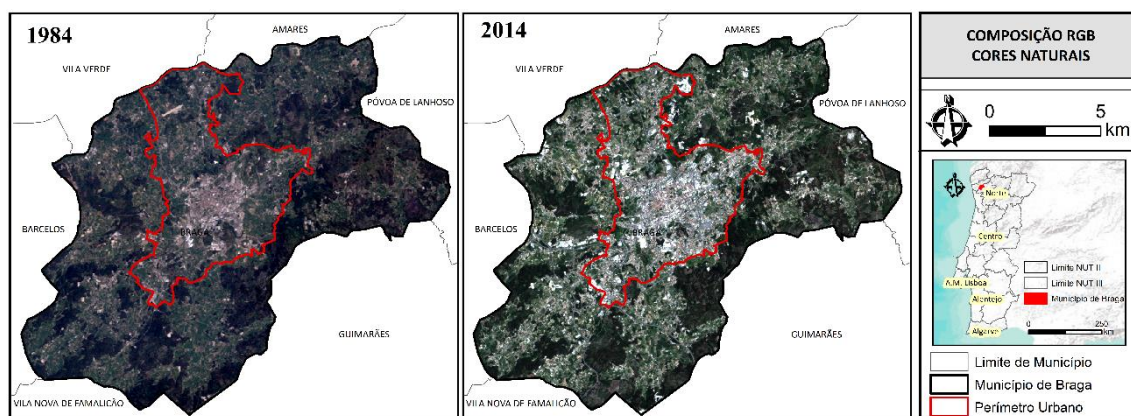 1984
AMARES
VILA VERDE
PÓVOA DE LANHOSO
BARCELOS
BRAGA
GUIMARÃES
VILA NOVA DE FAMALICÃO
2014
AMARES
VILA VERDE
PÓVOA DE LANHOSO
BARCELOS
BRAGA
GUIMARÃES
VILA NOVA DE FAMALICÃO
COMPOSIÇÃO RGB
CORES NATURAIS
0 5
km
Norte
Centro
A.M. Lisboa
Alentejo
Algarve
Limite NUT II
Limite NUT III
Município de Braga
0 250
km
Limite de Município
Município de Braga
Perímetro Urbano